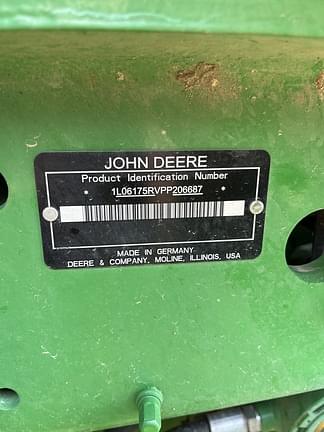 JOHN DEERE
Product Identification Number
* 1L06175RVPP206687 *
MADE IN GERMANY
DEERE & COMPANY, MOLINE, ILLINOIS, USA